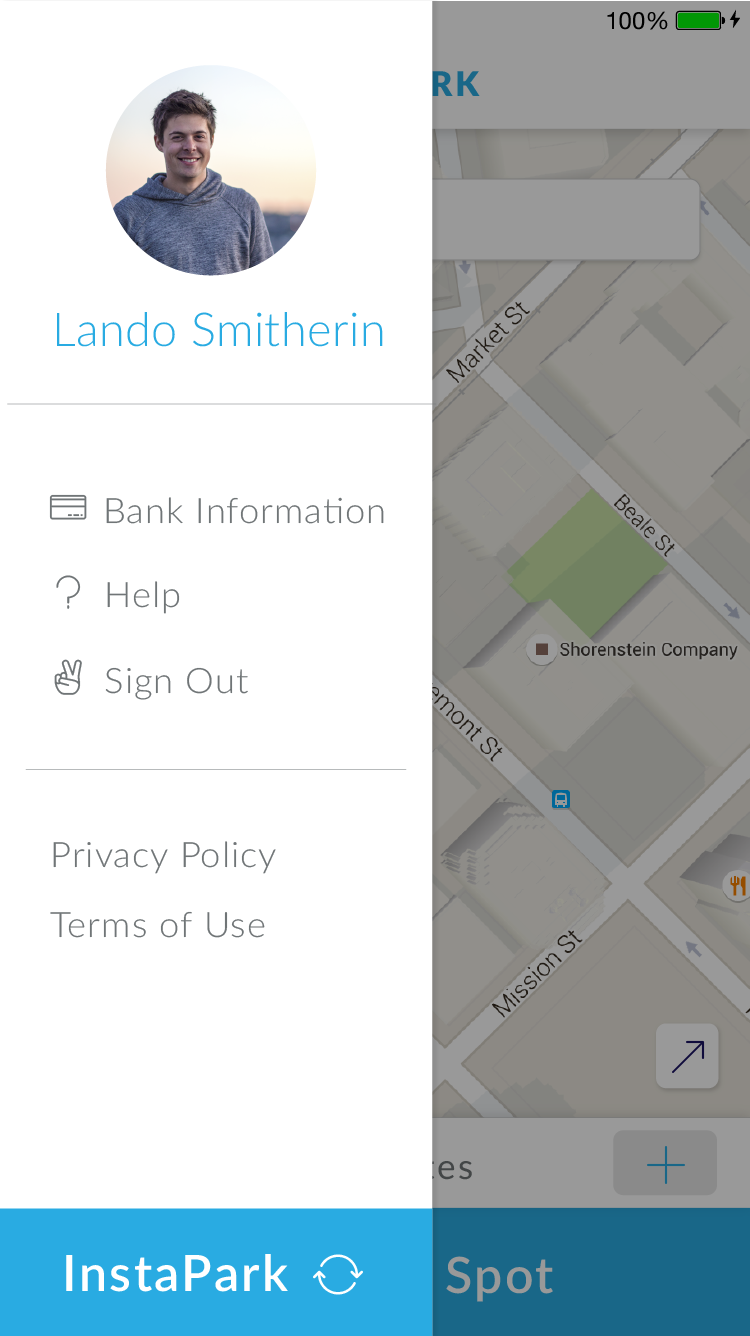 100%
RK
Lando Smitherin
Market St
Bank Information
Beale St
Help
Shorenstein Company
Sign Out
emont St
Privacy Policy
Terms of Use
Mission St
tes
InstaPark
Spot